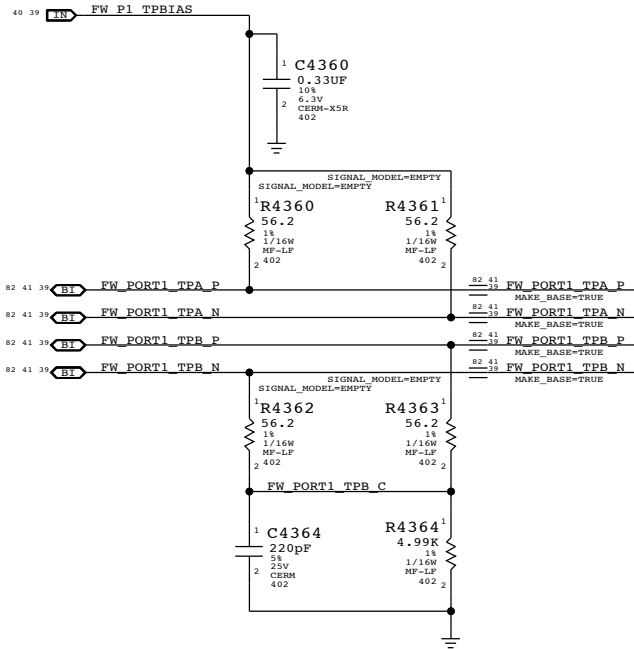 40 39 IN FW_P1_TPBIAS
1 C4360
0.33UF
10%
2 6.3V
CERM-X5R
402
SIGNAL_MODEL=EMPTY
SIGNAL_MODEL=EMPTY
1 R4360
56.2
1%
1/16W
MF-LF
2 402
R4361 1
56.2
1%
1/16W
MF-LF
402 2
82 41 39 BI FW_PORT1_TPA_P
82 41
39 FW_PORT1_TPA_P
MAKE_BASE=TRUE
82 41 39 BI FW_PORT1_TPA_N
82 41
39 FW_PORT1_TPA_N
MAKE_BASE=TRUE
82 41 39 BI FW_PORT1_TPB_P
82 41
39 FW_PORT1_TPB_P
MAKE_BASE=TRUE
82 41 39 BI FW_PORT1_TPB_N
82 41
39 FW_PORT1_TPB_N
MAKE_BASE=TRUE
SIGNAL_MODEL=EMPTY
SIGNAL_MODEL=EMPTY
1 R4362
56.2
1%
1/16W
MF-LF
2 402
R4363 1
56.2
1%
1/16W
MF-LF
402 2
FW_PORT1_TPB_C
1 C4364
220pF
5%
25V
2 CERM
402
R4364 1
4.99K
1%
1/16W
MF-LF
402 2